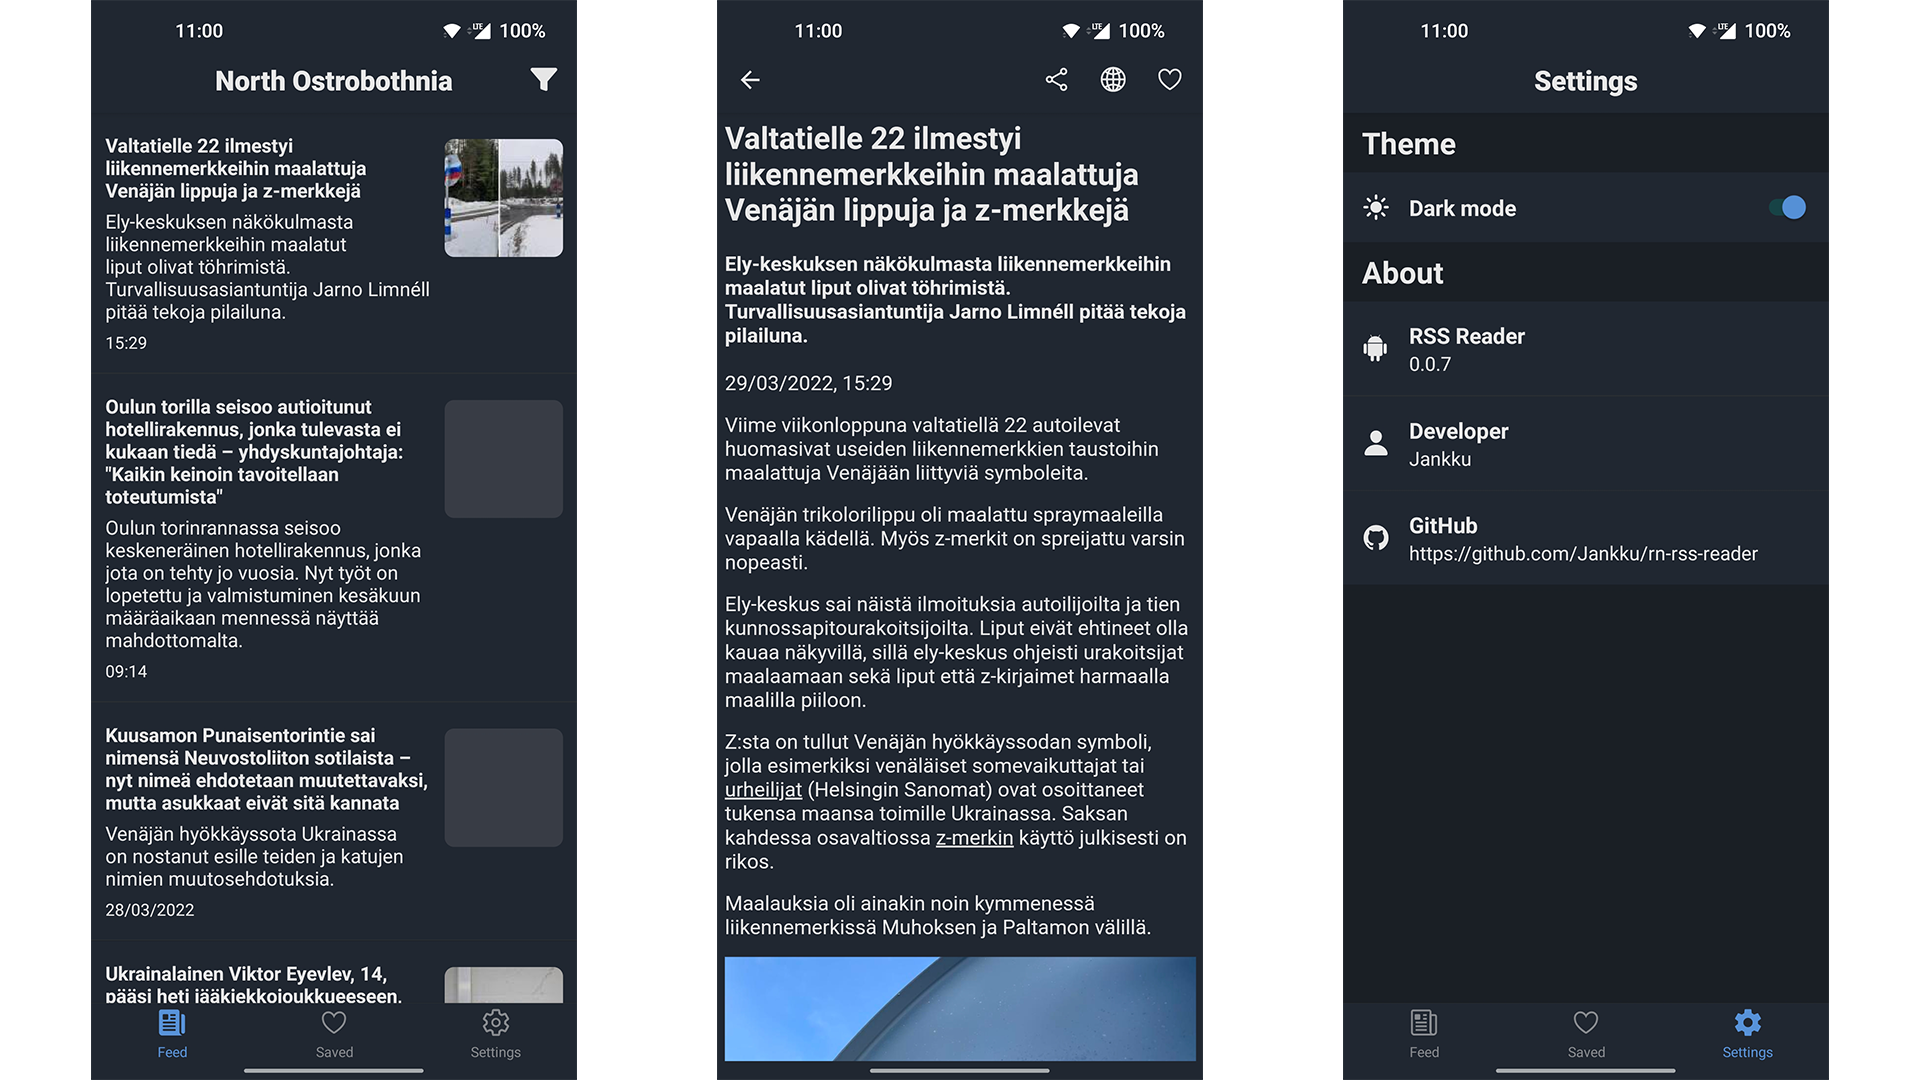 11:00
LTE
100%
North Ostrobothnia
Valtatielle 22 ilmestyi
liikennemerkkeihin maalattuja
Venäjän lippuja ja z-merkkejä
Ely-keskuksen näkökulmasta
liikennemerkkeihin maalatut
liput olivat töhrimistä.
Turvallisuusasiantuntija Jarno Limnéll
pitää tekoja pilailuna.
15:29
Oulun torilla seisoo autioitunut
hotellirakennus, jonka tulevasta ei
kukaan tiedä – yhdyskuntajohtaja:
"Kaikin keinoin tavoitellaan
toteutumista"
Oulun torinrannassa seisoo
keskeneräinen hotellirakennus, jonka
jota on tehty jo vuosia. Nyt työt on
lopetettu ja valmistuminen kesäkuun
määräaikaan mennessä näyttää
mahdottomalta.
09:14
Kuusamon Punaisentorintie sai
nimensä Neuvostoliiton sotilaista –
nyt nimeä ehdotetaan muutettavaksi,
mutta asukkaat eivät sitä kannata
Venäjän hyökkäyssota Ukrainassa
on nostanut esille teiden ja katujen
nimien muutosehdotuksia.
28/03/2022
Ukrainalainen Viktor Eyevlev, 14,
pääsi heti jääkiekkojoukkueeseen.
Feed
Saved
Settings
11:00
LTE
100%
Valtatielle 22 ilmestyi
liikennemerkkeihin maalattuja
Venäjän lippuja ja z-merkkejä
Ely-keskuksen näkökulmasta liikennemerkkeihin
maalatut liput olivat töhrimistä.
Turvallisuusasiantuntija Jarno Limnéll pitää tekoja
pilailuna.
29/03/2022, 15:29
Viime viikonloppuna valtatiellä 22 autoilevat
huomasivat useiden liikennemerkkien taustoihin
maalattuja Venäjään liittyviä symboleita.
Venäjän trikolorilippu oli maalattu spraymaaleilla
vapaalla kädellä. Myös z-merkit on spreijattu varsin
nopeasti.
Ely-keskus sai näistä ilmoituksia autoilijoilta ja tien
kunnossapitourakoitsijoilta. Liput eivät ehtineet olla
kauaa näkyvillä, sillä ely-keskus ohjeisti urakoitsijat
maalaamaan sekä liput että z-kirjaimet harmaalla
maalilla piiloon.
Z:sta on tullut Venäjän hyökkäyssodan symboli,
jolla esimerkiksi venäläiset somevaikuttajat tai
urheilijat (Helsingin Sanomat) ovat osoittaneet
tukensa maansa toimille Ukrainassa. Saksan
kahdessa osavaltiossa z-merkin käyttö julkisesti on
rikos.
Maalauksia oli ainakin noin kymmenessä
liikennemerkissä Muhoksen ja Paltamon välillä.
11:00
LTE
100%
Settings
Theme
Dark mode
About
RSS Reader
0.0.7
Developer
Jankku
GitHub
https://github.com/Jankku/rn-rss-reader
Feed
Saved
Settings